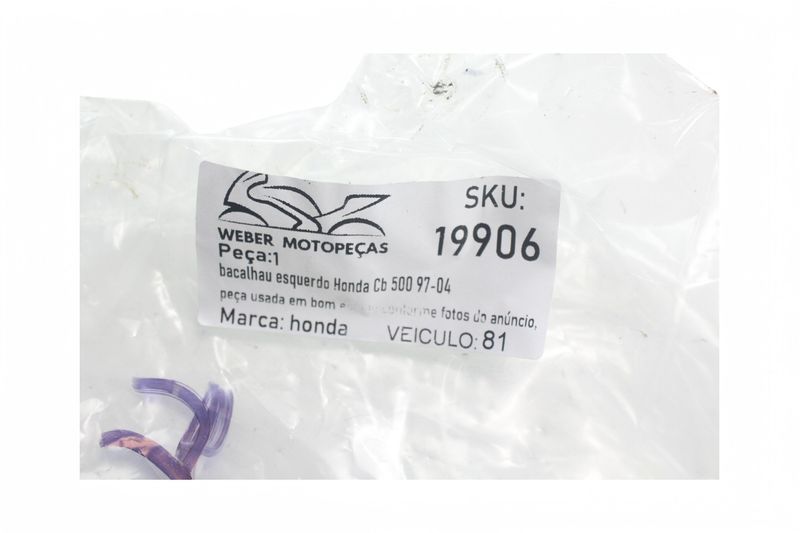 SKU:
19906
WEBER MOTOPEÇAS
Peça:1
bacalhau esquerdo Honda Cb 500 97-04
peça usada em bom conforme fotos do anúncio,
Marca: honda VEICULO: 81